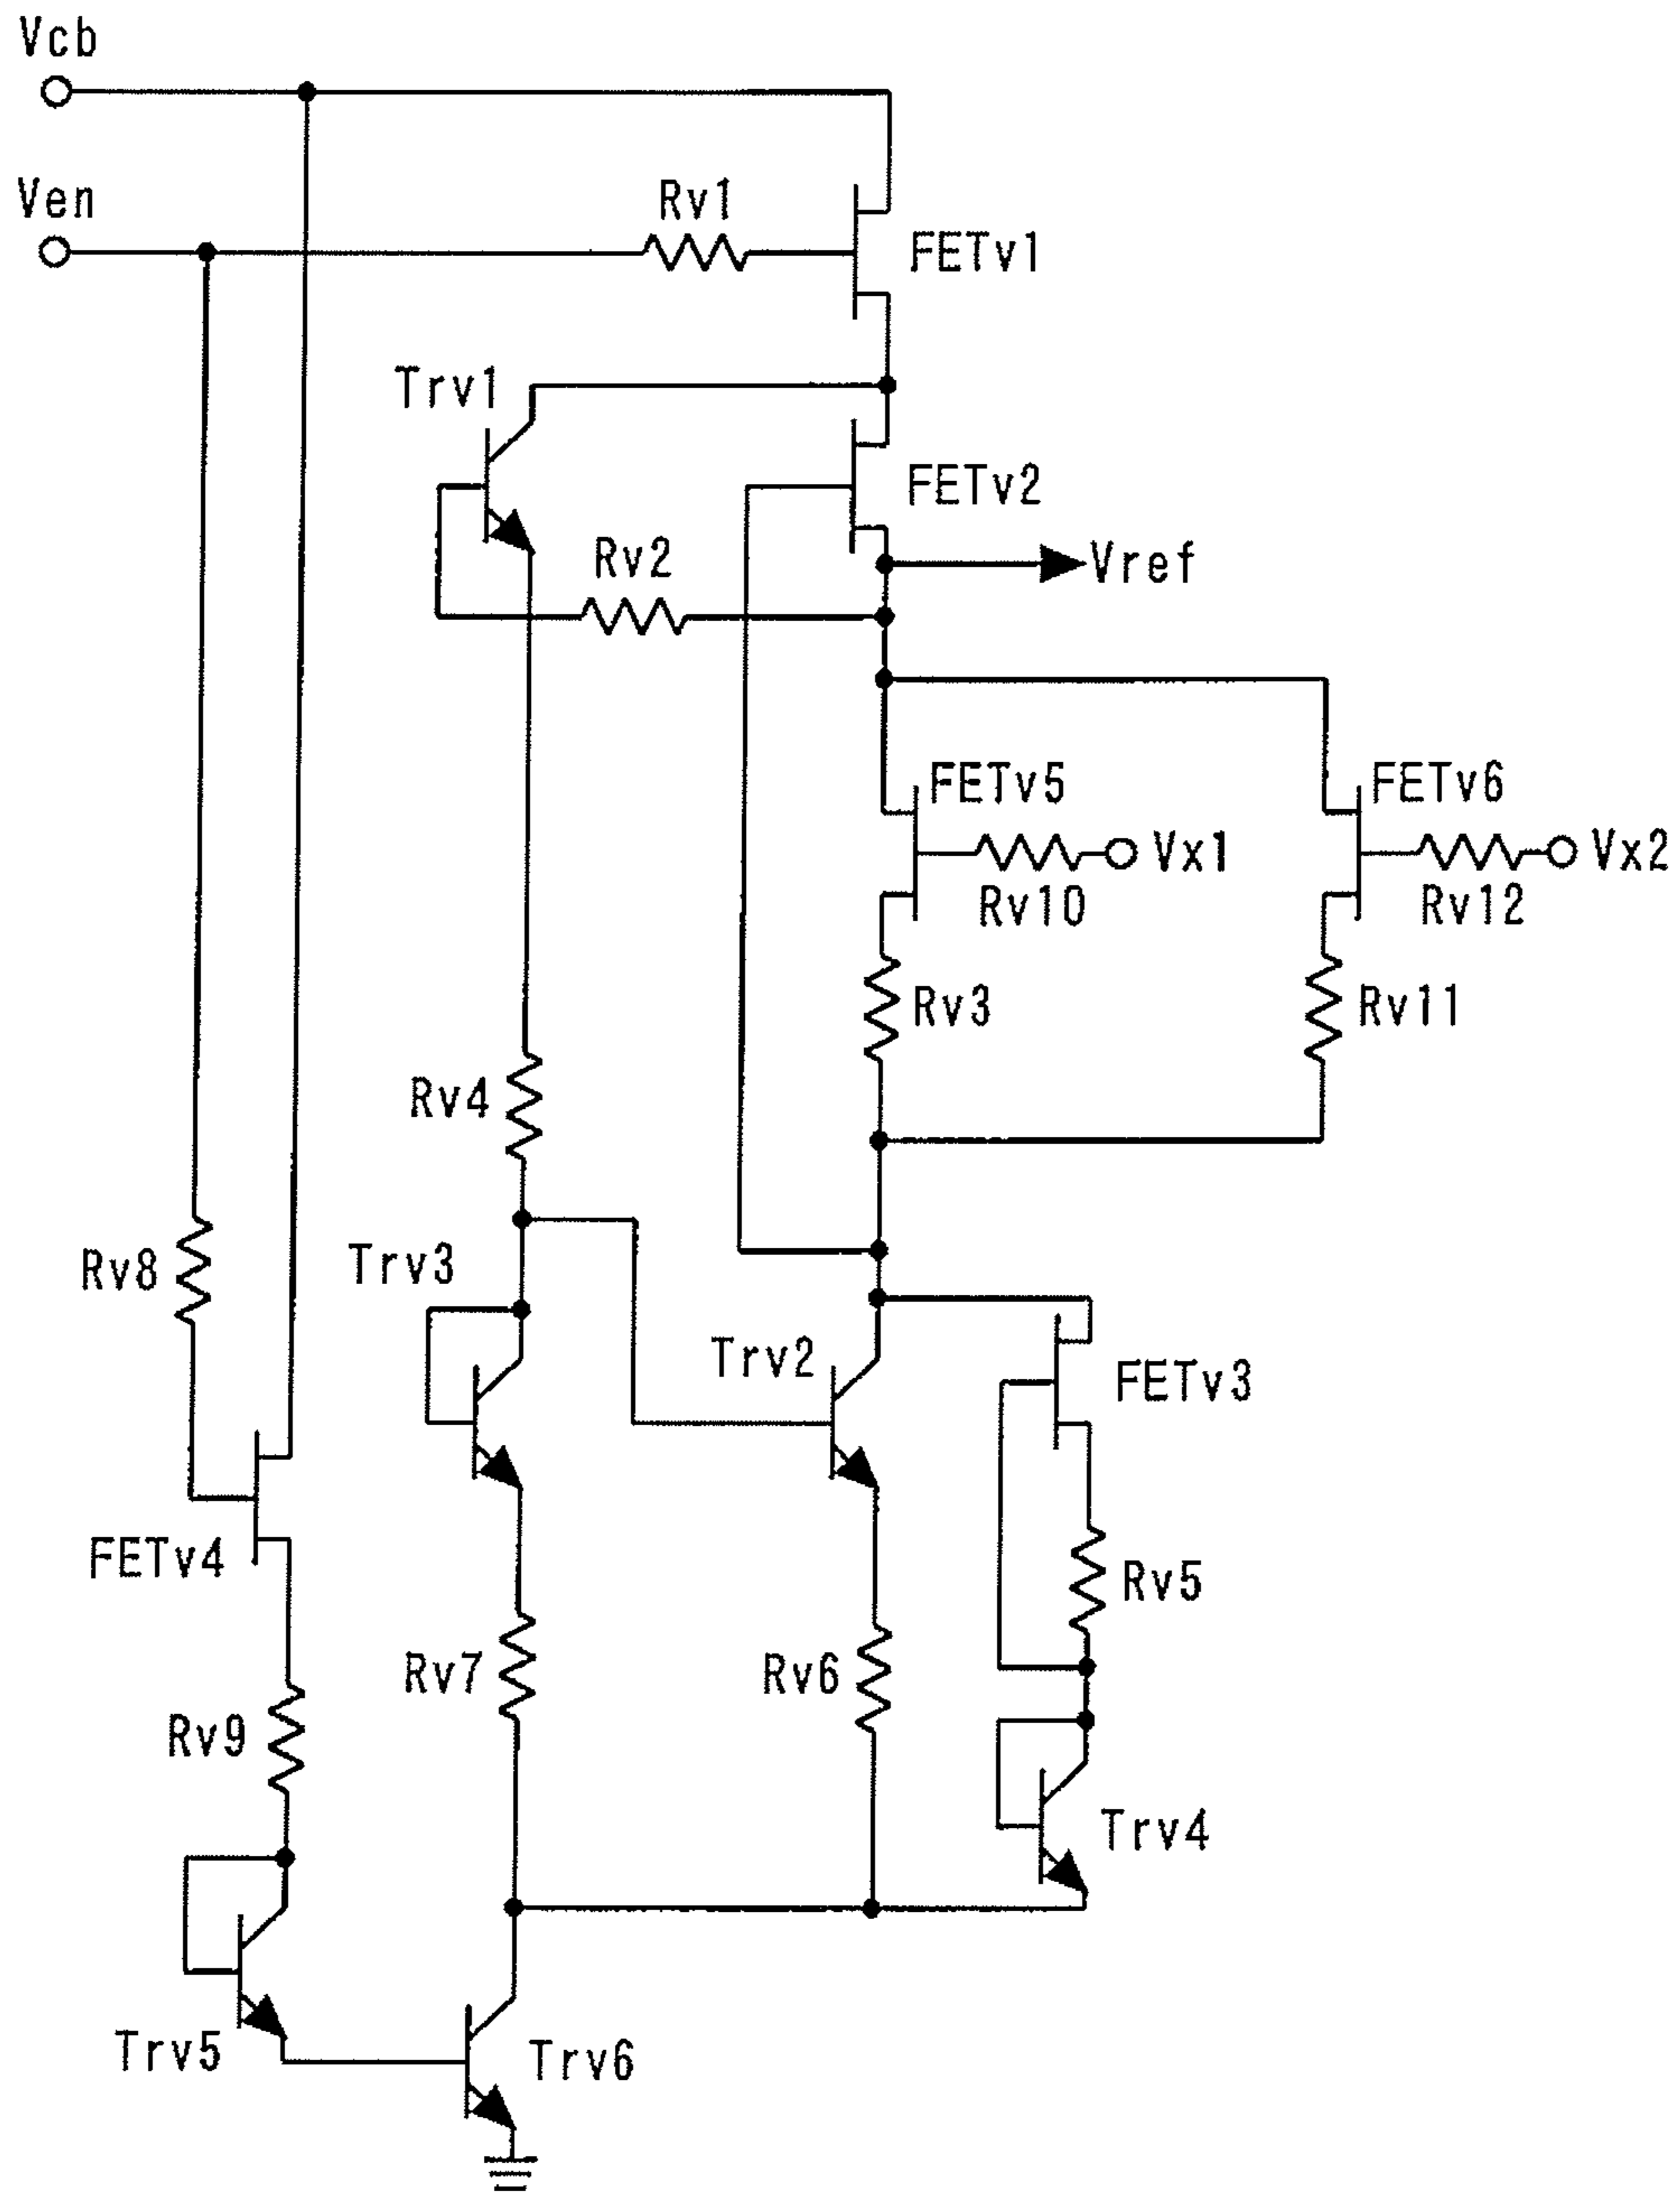 Vcb
Ven
Rv1
FETv1
Trv1
FETv2
Rv2
Vref
FETv5
FETv6
Vx1
Vx2
Rv10
Rv12
Rv3
Rv11
Rv4
Rv8
Trv3
Trv2
FETv3
FETv4
Rv5
Rv7
Rv6
Rv9
Trv4
Trv5
Trv6